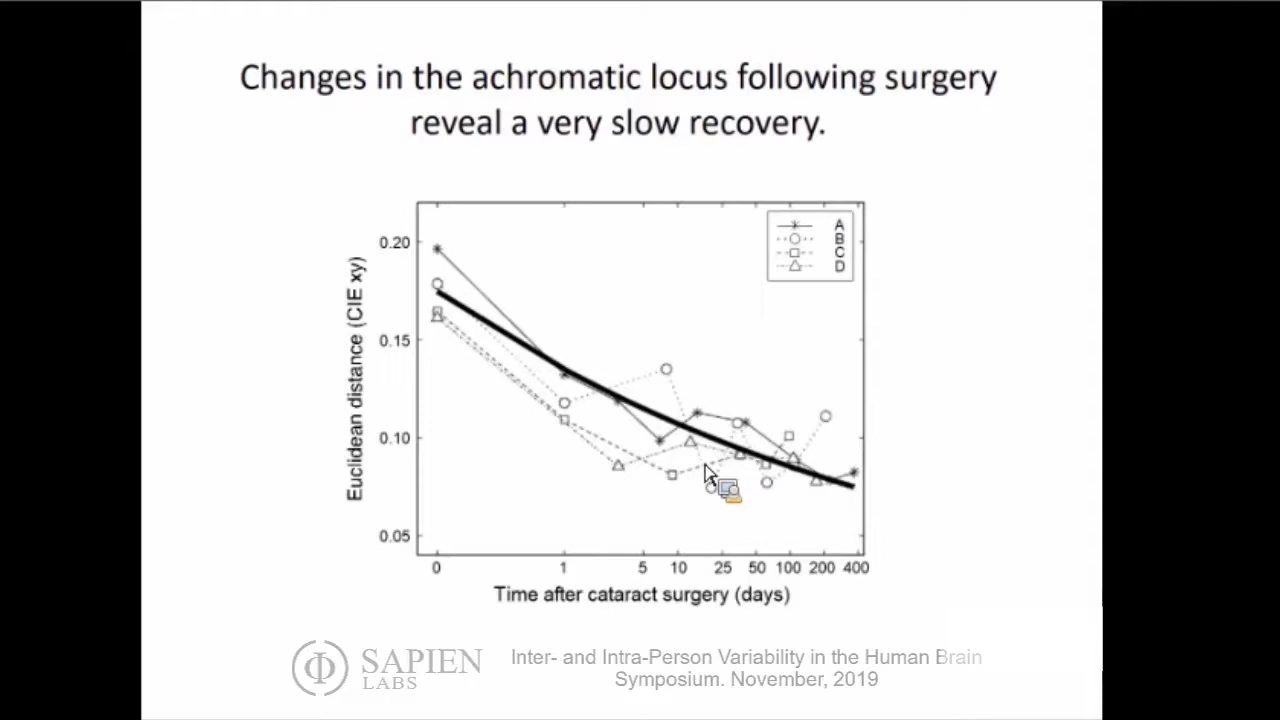 Changes in the achromatic locus following surgery
reveal a very slow recovery.
A
B
C
D
0.20
0.15
0.10
0.05
Euclidean distance (CIE xy)
0 1 5 10 25 50 100 200 400
Time after cataract surgery (days)
SAPIEN
LABS
Inter- and Intra-Person Variability in the Human Brain
Symposium. November, 2019